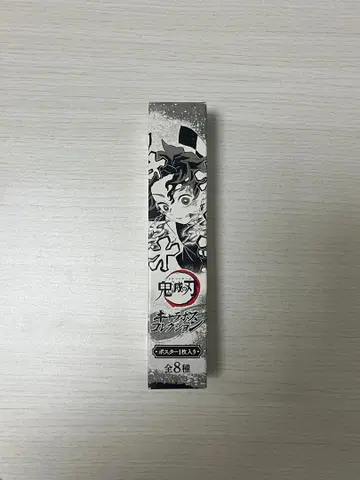 鬼滅の刃
キャラポス
コレクション
・ポスター1枚入り・
全8種